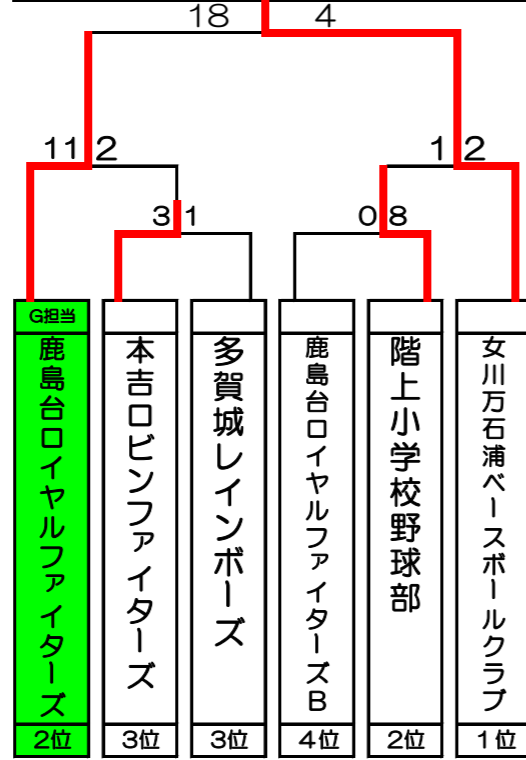 18 4
11 2
1 2
3 1
0 8
G担当
鹿島台ロイヤルファイターズ
2位
本吉ロビンファイターズ
3位
多賀城レインボーズ
3位
鹿島台ロイヤルファイターズB
4位
階上小学校野球部
2位
女川万石浦ベースボールクラブ
1位